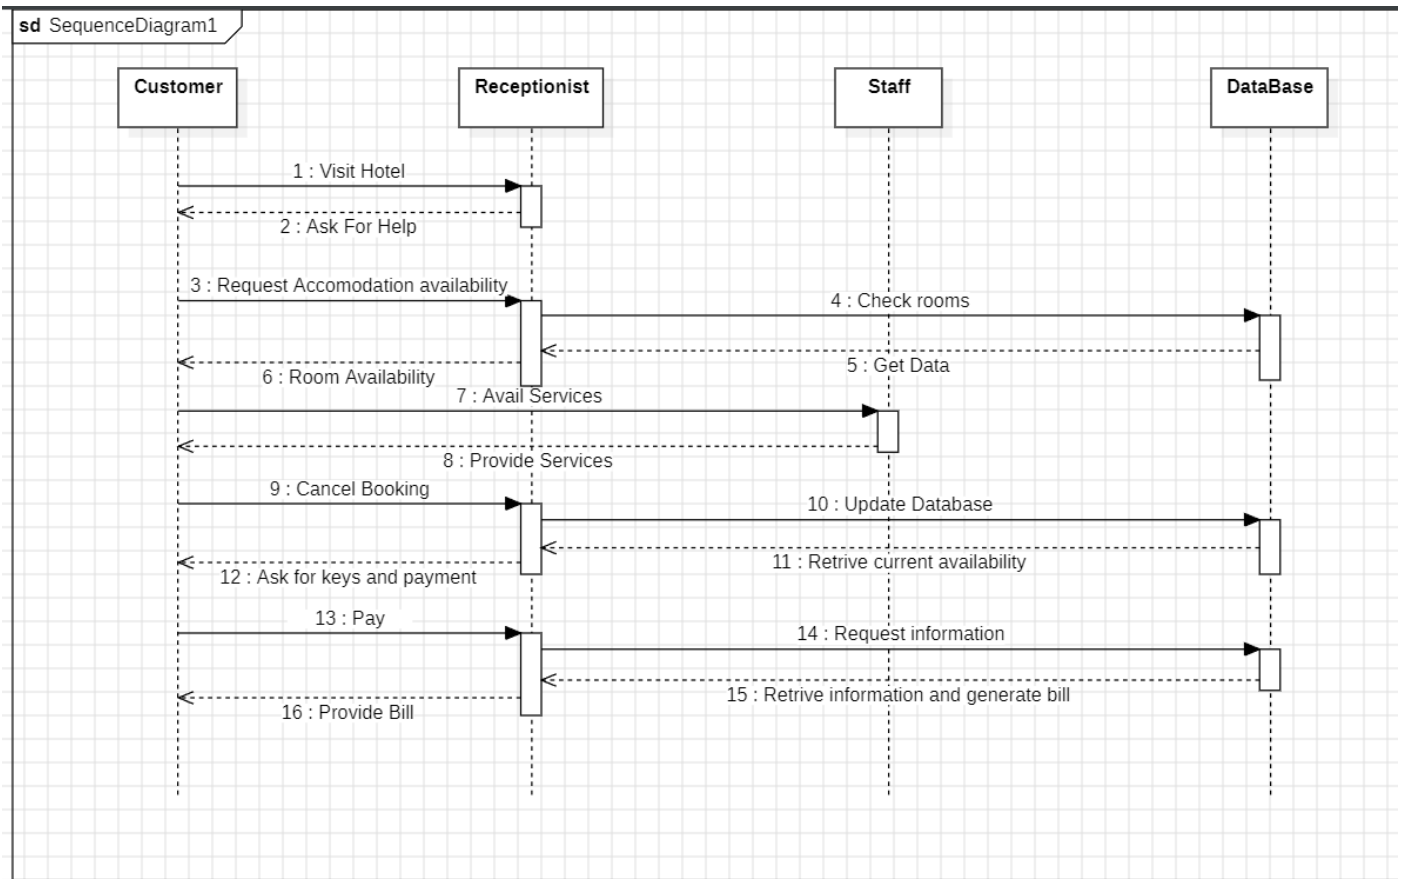 sd SequenceDiagram1
Customer
Receptionist
Staff
DataBase
1 : Visit Hotel
2 : Ask For Help
3 : Request Accomodation availability
4 : Check rooms
5 : Get Data
6 : Room Availability
7 : Avail Services
8 : Provide Services
9 : Cancel Booking
10 : Update Database
11 : Retrive current availability
12 : Ask for keys and payment
13 : Pay
14 : Request information
15 : Retrive information and generate bill
16 : Provide Bill